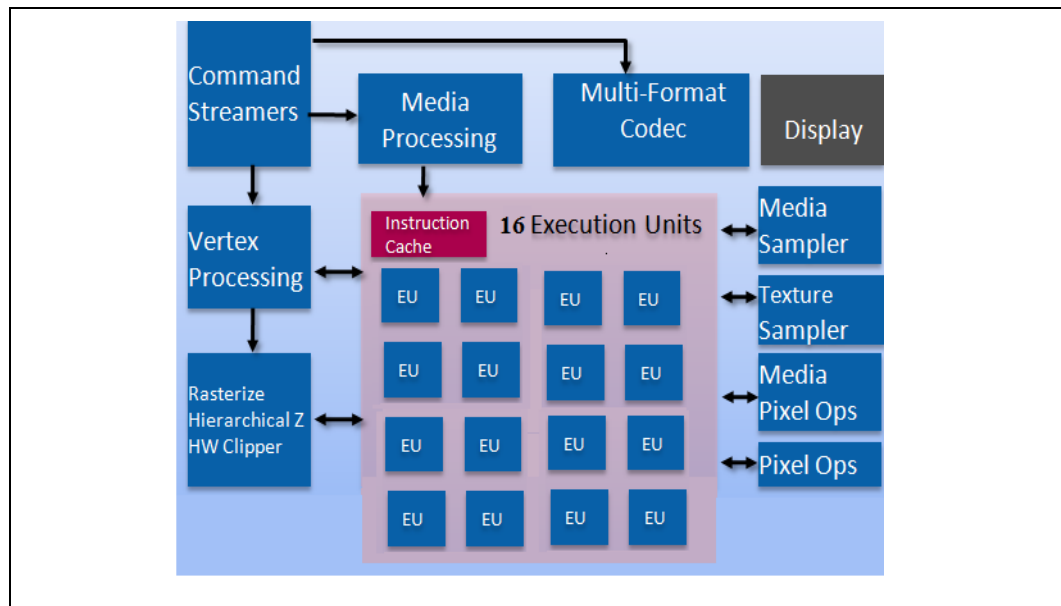 Command
Streamers
Media
Processing
Multi-Format
Codec
Display
Vertex
Processing
Rasterize
Hierarchical Z
HW Clipper
Instruction
Cache
16 Execution Units
EU EU EU EU
EU EU EU EU
EU EU EU EU
EU EU EU EU
Media
Sampler
Texture
Sampler
Media
Pixel Ops
Pixel Ops